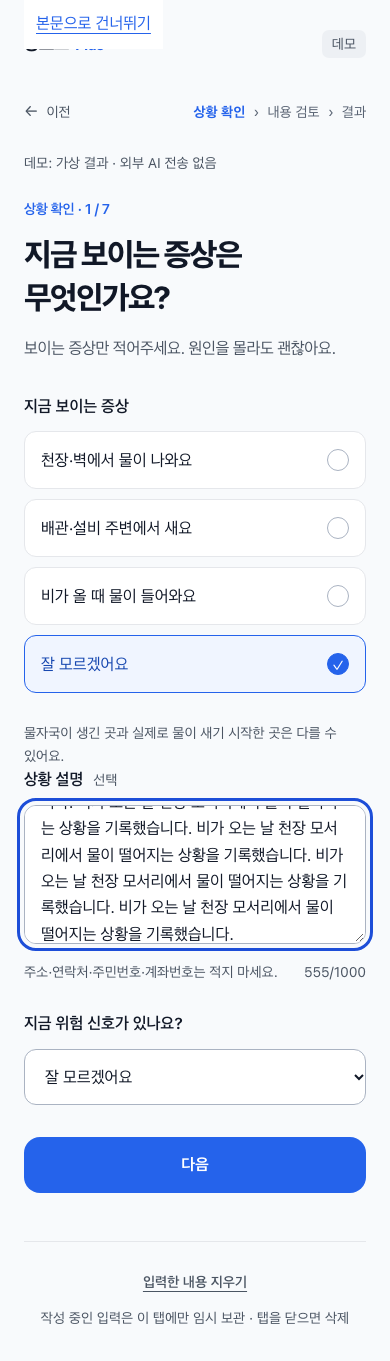 본문으로 건너뛰기
데모
← 이전
상황 확인 › 내용 검토 › 결과
데모: 가상 결과 · 외부 AI 전송 없음
상황 확인 · 1 / 7
지금 보이는 증상은
무엇인가요?
보이는 증상만 적어주세요. 원인을 몰라도 괜찮아요.
지금 보이는 증상
천장·벽에서 물이 나와요
배관·설비 주변에서 새요
비가 올 때 물이 들어와요
잘 모르겠어요
물자국이 생긴 곳과 실제로 물이 새기 시작한 곳은 다를 수
있어요.
상황 설명 선택
는 상황을 기록했습니다. 비가 오는 날 천장 모서
리에서 물이 떨어지는 상황을 기록했습니다. 비가
오는 날 천장 모서리에서 물이 떨어지는 상황을 기
록했습니다. 비가 오는 날 천장 모서리에서 물이
떨어지는 상황을 기록했습니다.
주소·연락처·주민번호·계좌번호는 적지 마세요. 555/1000
지금 위험 신호가 있나요?
잘 모르겠어요
다음
입력한 내용 지우기
작성 중인 입력은 이 탭에만 임시 보관 · 탭을 닫으면 삭제